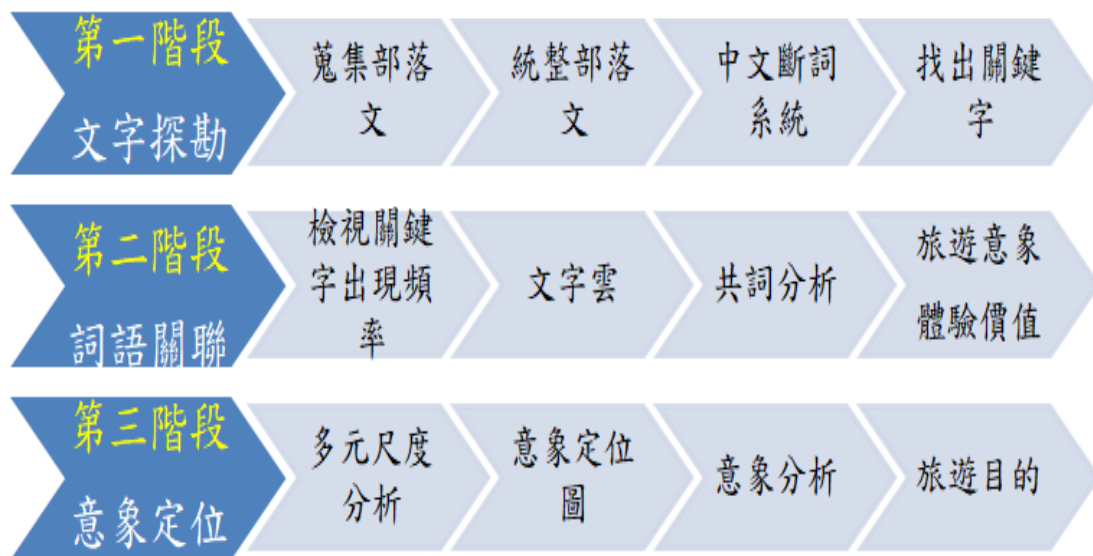 第一階段
文字探勘
蒐集部落
文
統整部落
文
中文斷詞
系統
找出關鍵
字
第二階段
詞語關聯
檢視關鍵
字出現頻
率
文字雲
共詞分析
旅遊意象
體驗價值
第三階段
意象定位
多元尺度
分析
意象定位
圖
意象分析
旅遊目的